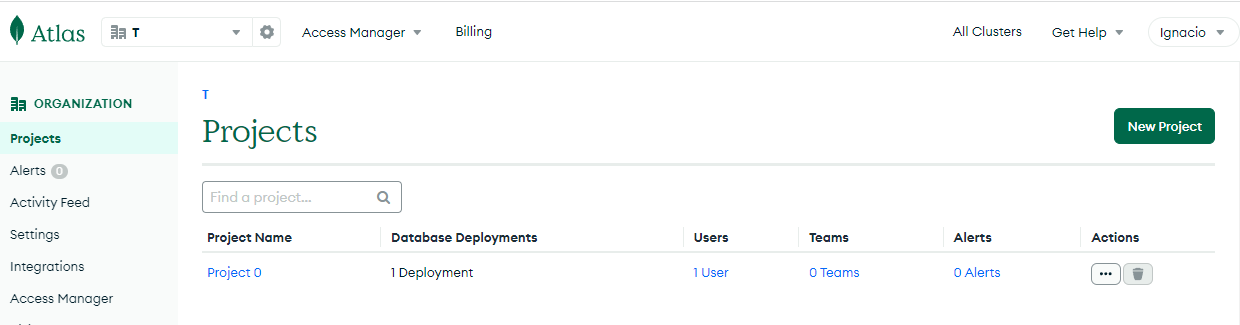 Atlas T Access Manager Billing All Clusters Get Help Ignacio
ORGANIZATION
Projects
Alerts 0
Activity Feed
Settings
Integrations
Access Manager
T
Projects
New Project
Find a project...
Project Name Database Deployments Users Teams Alerts Actions
Project 0 1 Deployment 1 User 0 Teams 0 Alerts